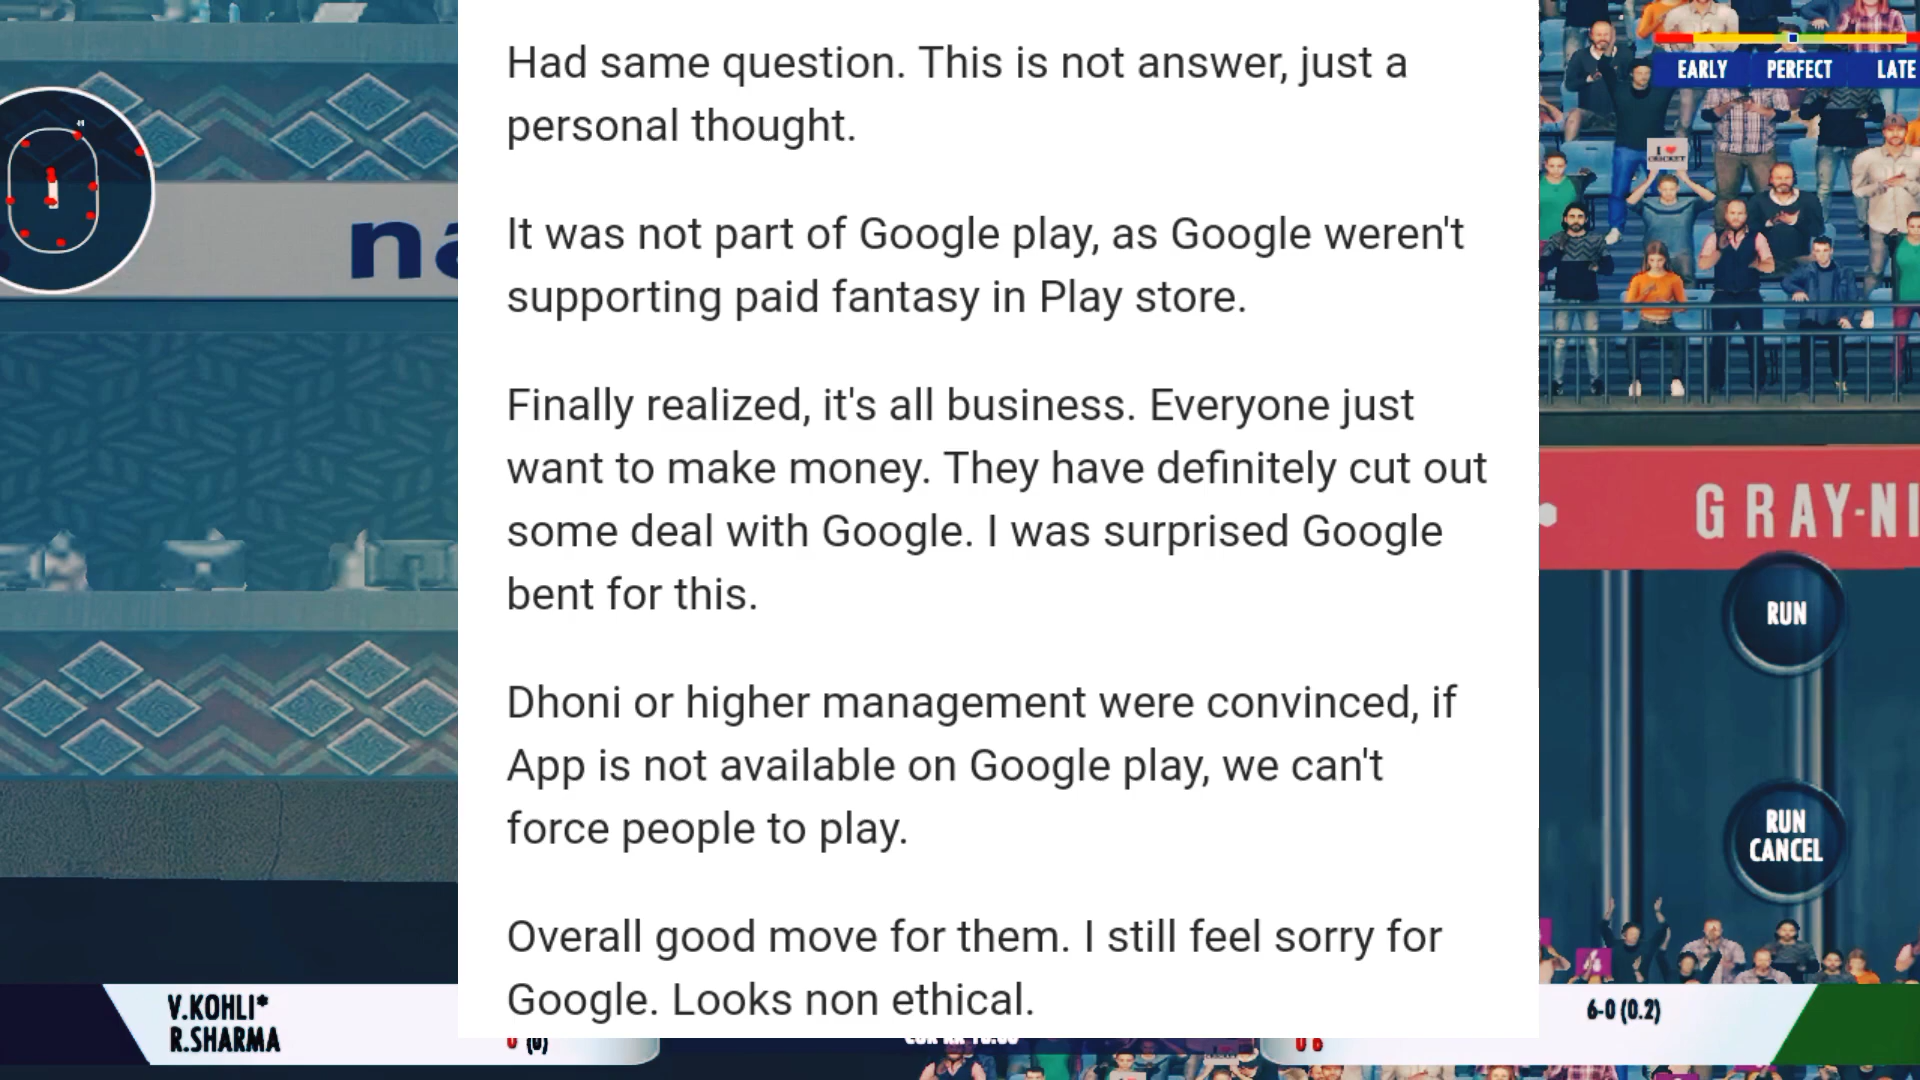 Had same question. This is not answer, just a
personal thought.
It was not part of Google play, as Google weren't
supporting paid fantasy in Play store.
Finally realized, it's all business. Everyone just
want to make money. They have definitely cut out
some deal with Google. I was surprised Google
bent for this.
Dhoni or higher management were convinced, if
App is not available on Google play, we can't
force people to play.
Overall good move for them. I still feel sorry for
Google. Looks non ethical.
EARLY PERFECT LATE
I ❤ CRICKET
na
GRAY-NI
RUN
RUN
CANCEL
V.KOHLI*
R.SHARMA
0 (0)
6-0 (0.2)